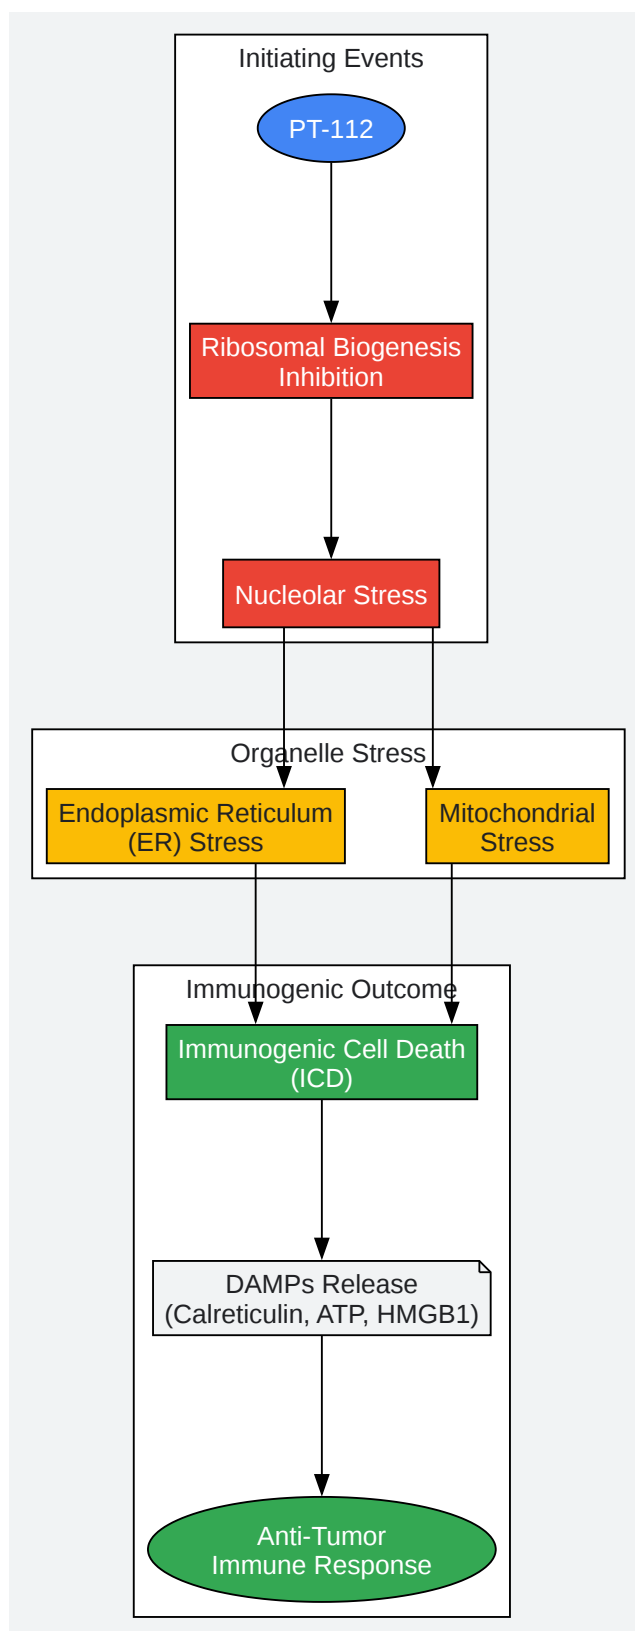 Initiating Events
PT-112
Ribosomal Biogenesis
Inhibition
Nucleolar Stress
Organelle Stress
Endoplasmic Reticulum
(ER) Stress
Mitochondrial
Stress
Immunogenic Outcome
Immunogenic Cell Death
(ICD)
DAMPs Release
(Calreticulin, ATP, HMGB1)
Anti-Tumor
Immune Response